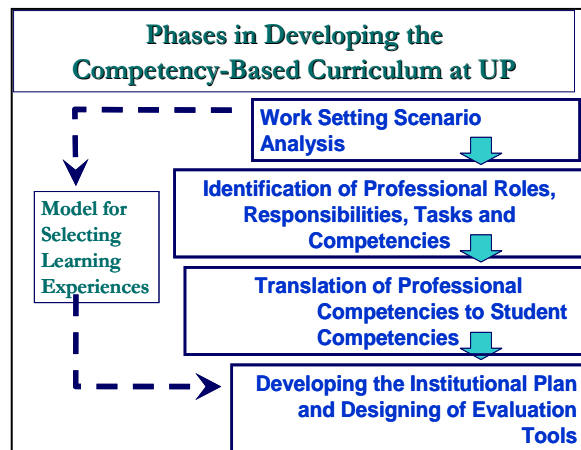 Phases in Developing the
Competency-Based Curriculum at UP
Work Setting Scenario
Analysis
Identification of Professional Roles,
Responsibilities, Tasks and
Competencies
Model for
Selecting
Learning
Experiences
Translation of Professional
Competencies to Student
Competencies
Developing the Institutional Plan
and Designing of Evaluation
Tools